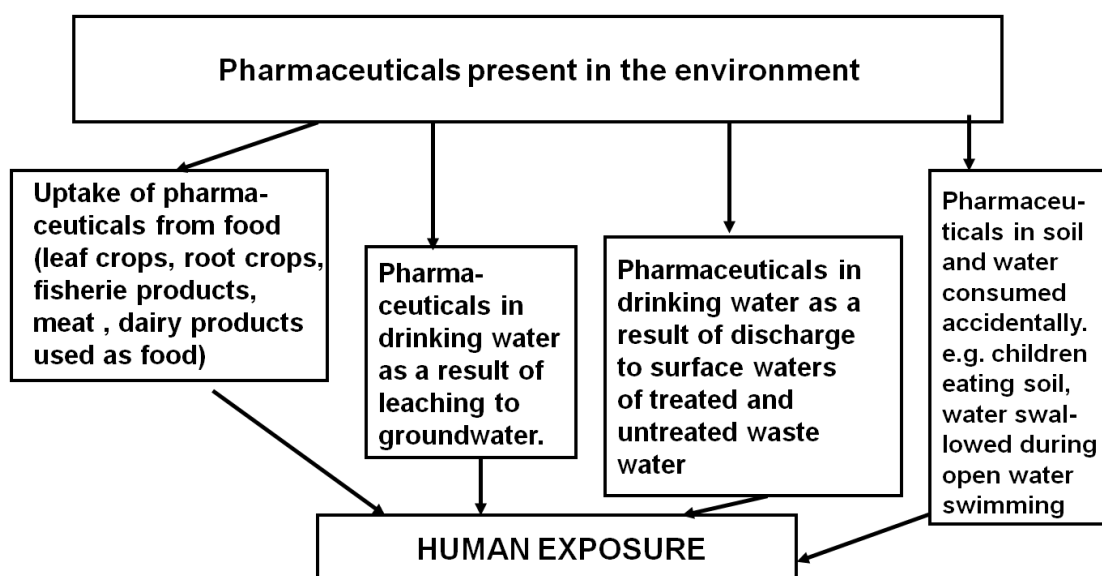 Pharmaceuticals present in the environment
Uptake of pharma-
ceuticals from food
(leaf crops, root crops,
fisherie products,
meat , dairy products
used as food)
Pharma-
ceuticals in
drinking water
as a result of
leaching to
groundwater.
Pharmaceuticals in
drinking water as a
result of discharge
to surface waters
of treated and
untreated waste
water
Pharmaceu-
ticals in soil
and water
consumed
accidentally.
e.g. children
eating soil,
water swal-
lowed during
open water
swimming
HUMAN EXPOSURE